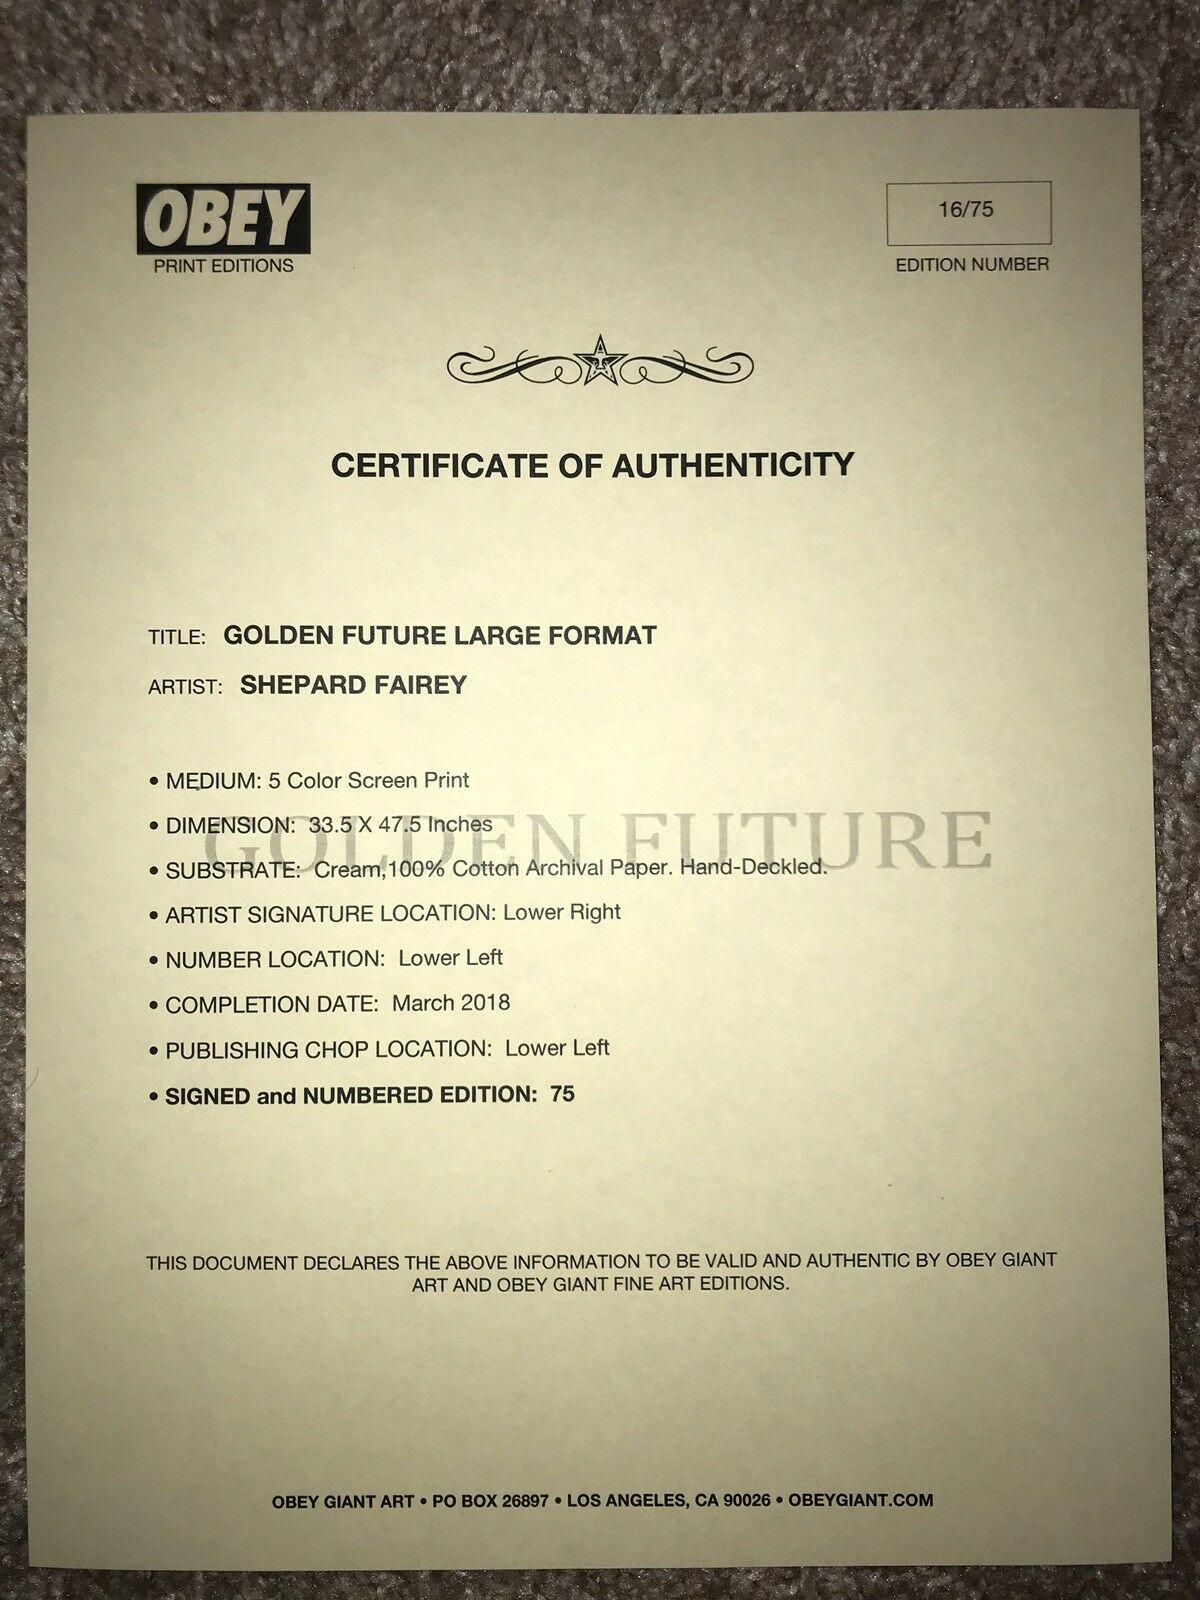 OBEY
PRINT EDITIONS
16/75
EDITION NUMBER
CERTIFICATE OF AUTHENTICITY
TITLE: GOLDEN FUTURE LARGE FORMAT
ARTIST: SHEPARD FAIREY
• MEDIUM: 5 Color Screen Print
• DIMENSION: 33.5 X 47.5 Inches
GOLDEN FUTURE
• SUBSTRATE: Cream,100% Cotton Archival Paper. Hand-Deckled.
• ARTIST SIGNATURE LOCATION: Lower Right
• NUMBER LOCATION: Lower Left
• COMPLETION DATE: March 2018
• PUBLISHING CHOP LOCATION: Lower Left
• SIGNED and NUMBERED EDITION: 75
THIS DOCUMENT DECLARES THE ABOVE INFORMATION TO BE VALID AND AUTHENTIC BY OBEY GIANT
ART AND OBEY GIANT FINE ART EDITIONS.
OBEY GIANT ART • PO BOX 26897 • LOS ANGELES, CA 90026 • OBEYGIANT.COM